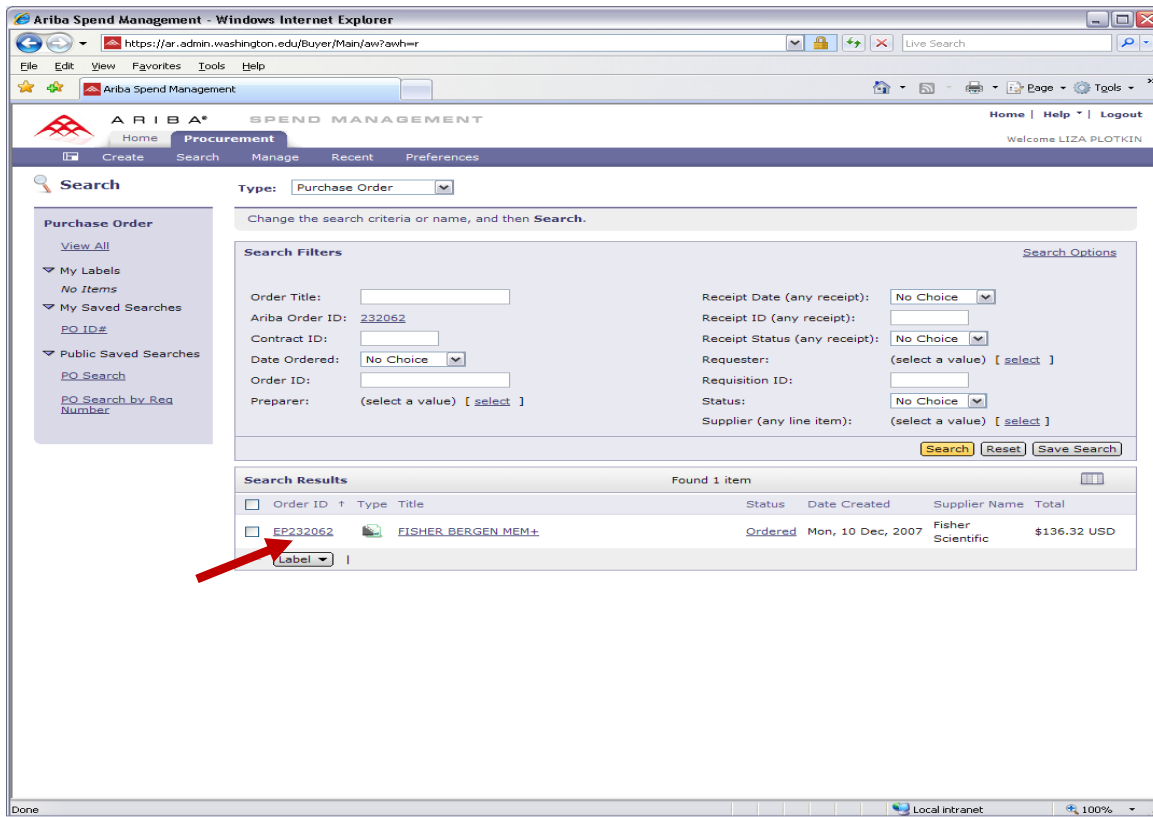 Ariba Spend Management - Windows Internet Explorer
https://ar.admin.washington.edu/Buyer/Main/aw?awh=r
Live Search
File Edit View Favorites Tools Help
Ariba Spend Management
Page Tools
ARIBA® SPEND MANAGEMENT
Home | Help | Logout
Home Procurement
Welcome LIZA PLOTKIN
Create Search Manage Recent Preferences
Search
Type: Purchase Order
Purchase Order
View All
My Labels
No Items
My Saved Searches
PO ID#
Public Saved Searches
PO Search
PO Search by Req
Number
Change the search criteria or name, and then Search.
Search Filters
Search Options
Order Title:
Ariba Order ID: 232062
Contract ID:
Date Ordered: No Choice
Order ID:
Preparer: (select a value) [ select ]
Receipt Date (any receipt): No Choice
Receipt ID (any receipt):
Receipt Status (any receipt): No Choice
Requester: (select a value) [ select ]
Requisition ID:
Status: No Choice
Supplier (any line item): (select a value) [ select ]
Search Reset Save Search
Search Results
Found 1 item
Order ID ↑ Type Title Status Date Created Supplier Name Total
EP232062 FISHER BERGEN MEM+ Ordered Mon, 10 Dec, 2007 Fisher
Scientific $136.32 USD
Label |
Done
Local intranet
100%